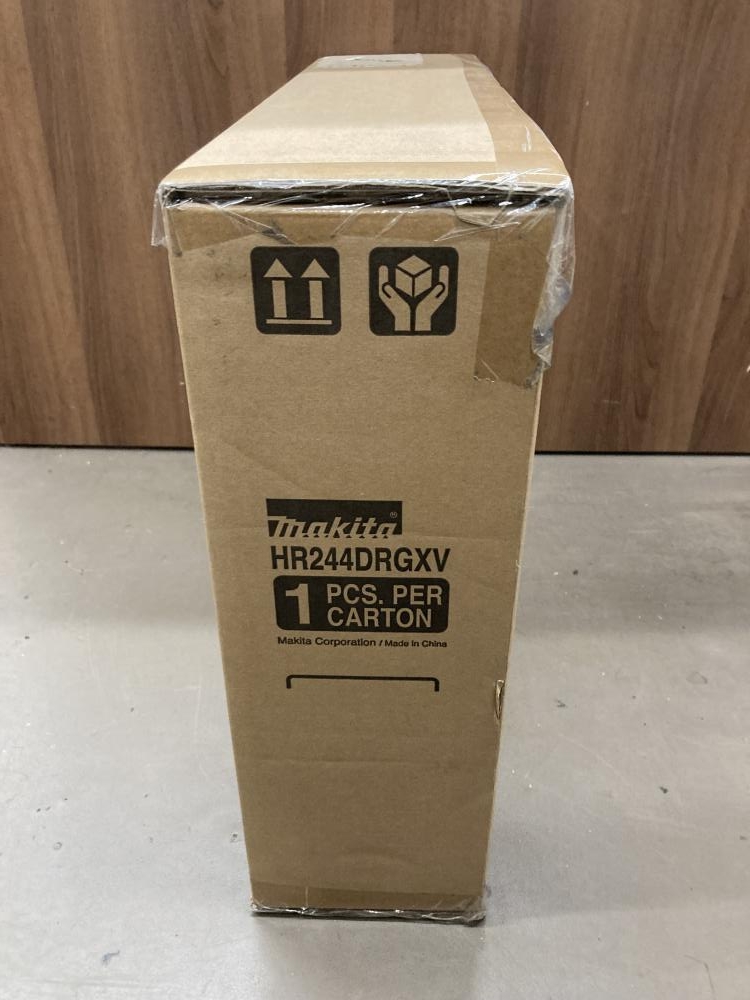 makita®
HR244DRGXV
1 PCS. PER
CARTON
Makita Corporation / Made in China